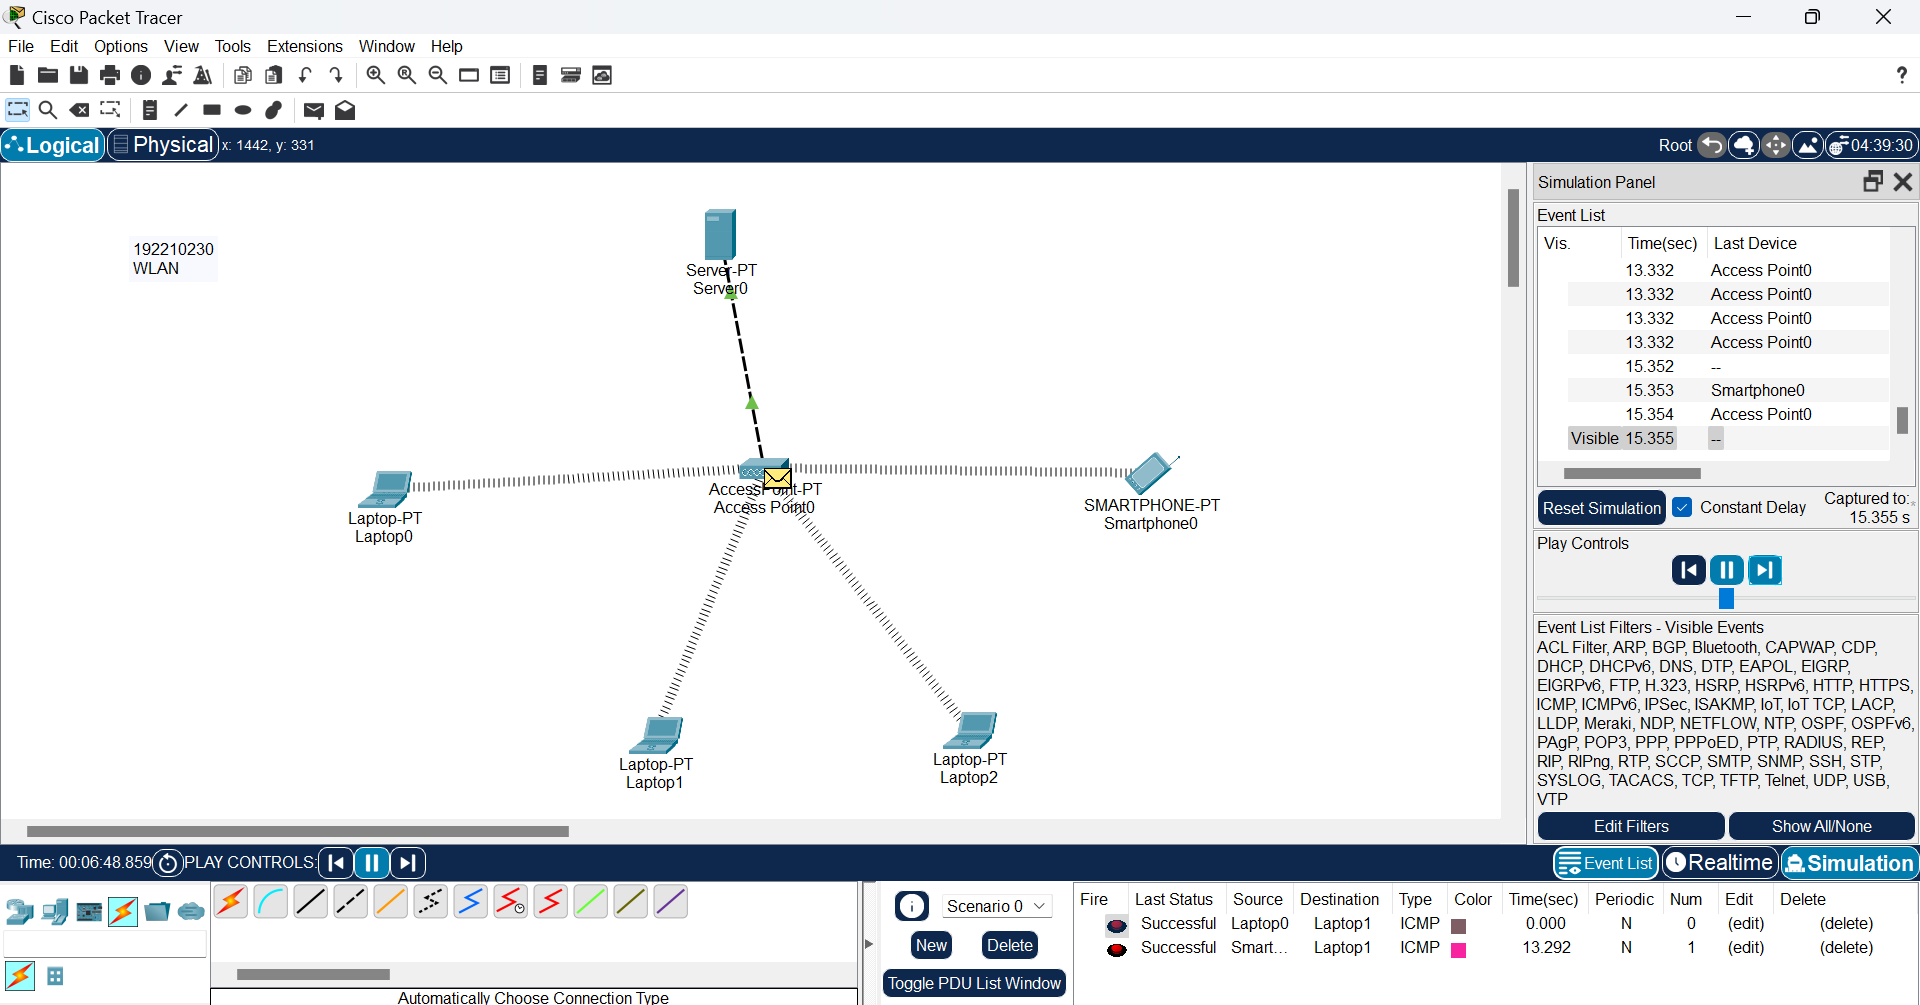 Cisco Packet Tracer
File Edit Options View Tools Extensions Window Help
Logical Physical x: 1442, y: 331 Root 04:39:30
192210230
WLAN
Server-PT
Server0
AccessPoint-PT
Access Point0
Laptop-PT
Laptop0
SMARTPHONE-PT
Smartphone0
Laptop-PT
Laptop1
Laptop-PT
Laptop2
Simulation Panel
Event List
Vis. Time(sec) Last Device
13.332 Access Point0
13.332 Access Point0
13.332 Access Point0
13.332 Access Point0
15.352 --
15.353 Smartphone0
15.354 Access Point0
Visible 15.355 --
Reset Simulation Constant Delay Captured to:
15.355 s
Play Controls
Event List Filters - Visible Events
ACL Filter, ARP, BGP, Bluetooth, CAPWAP, CDP,
DHCP, DHCPv6, DNS, DTP, EAPOL, EIGRP,
EIGRPv6, FTP, H.323, HSRP, HSRPv6, HTTP, HTTPS,
ICMP, ICMPv6, IPSec, ISAKMP, IoT, IoT TCP, LACP,
LLDP, Meraki, NDP, NETFLOW, NTP, OSPF, OSPFv6,
PAgP, POP3, PPP, PPPoED, PTP, RADIUS, REP,
RIP, RIPng, RTP, SCCP, SMTP, SNMP, SSH, STP,
SYSLOG, TACACS, TCP, TFTP, Telnet, UDP, USB,
VTP
Edit Filters Show All/None
Time: 00:06:48.859 PLAY CONTROLS: Event List Realtime Simulation
Automatically Choose Connection Type
Scenario 0
New Delete
Toggle PDU List Window
Fire Last Status Source Destination Type Color Time(sec) Periodic Num Edit Delete
Successful Laptop0 Laptop1 ICMP 0.000 N 0 (edit) (delete)
Successful Smart... Laptop1 ICMP 13.292 N 1 (edit) (delete)